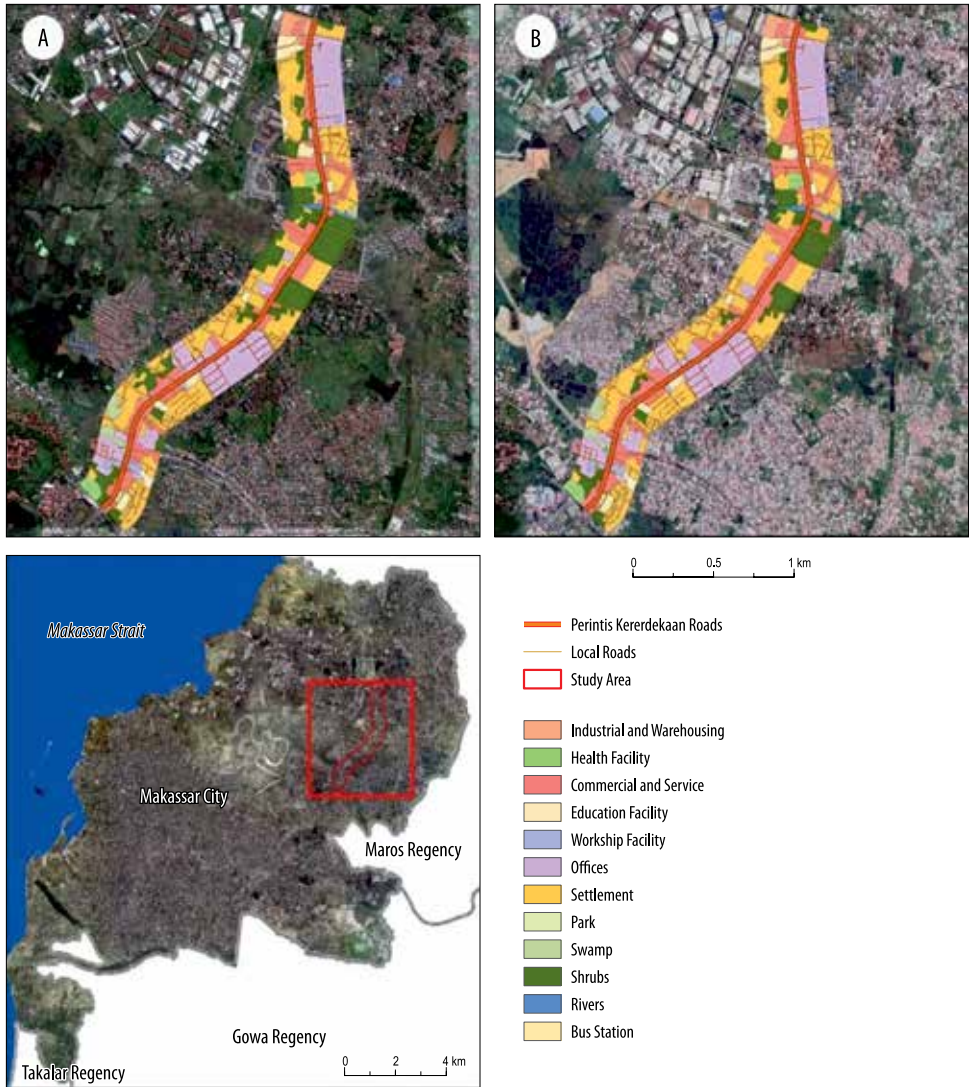 A
B
0 0.5 1 km
Makassar Strait
Makassar City
Maros Regency
Gowa Regency
Takalar Regency
0 2 4 km
Perintis Kererdekaan Roads
Local Roads
Study Area
Industrial and Warehousing
Health Facility
Commercial and Service
Education Facility
Workship Facility
Offices
Settlement
Park
Swamp
Shrubs
Rivers
Bus Station